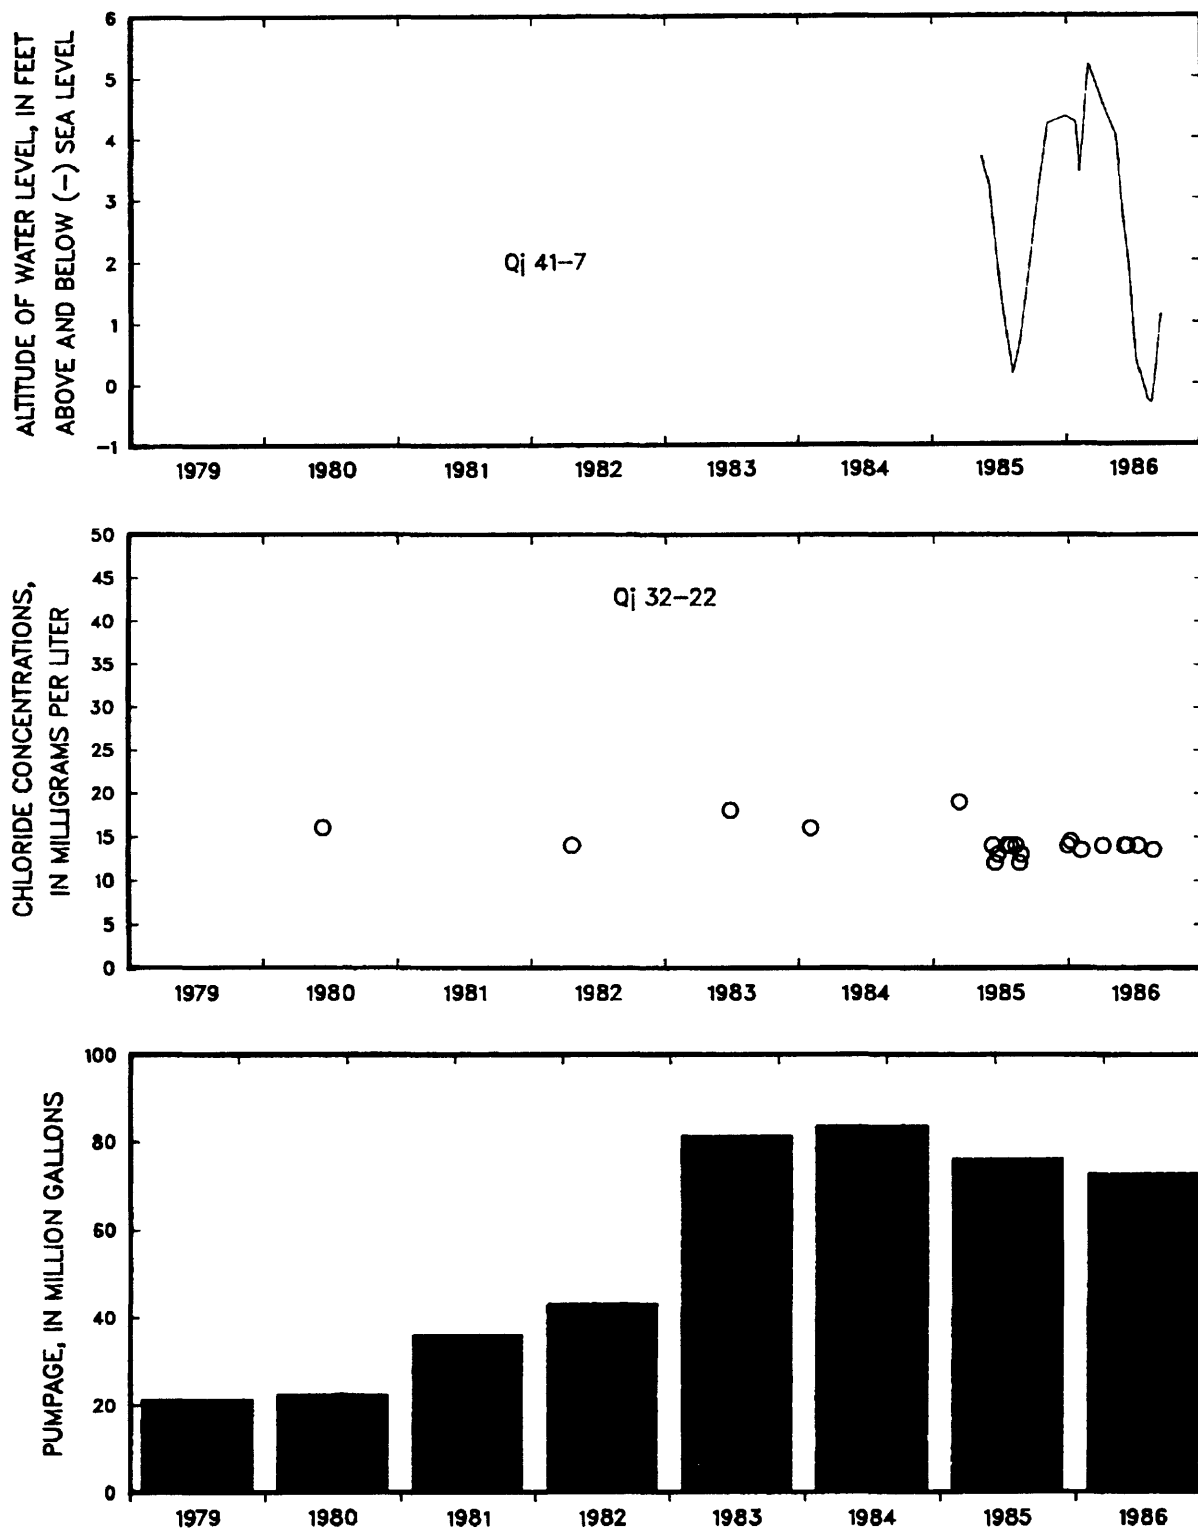 ALTITUDE OF WATER LEVEL, IN FEET
ABOVE AND BELOW (-) SEA LEVEL
6
5
4
3
2
1
0
-1
Qj 41-7
1979 1980 1981 1982 1983 1984 1985 1986
CHLORIDE CONCENTRATIONS,
IN MILLIGRAMS PER LITER
50
45
40
35
30
25
20
15
10
5
0
Qj 32-22
1979 1980 1981 1982 1983 1984 1985 1986
PUMPAGE, IN MILLION GALLONS
100
80
60
40
20
0
1979 1980 1981 1982 1983 1984 1985 1986